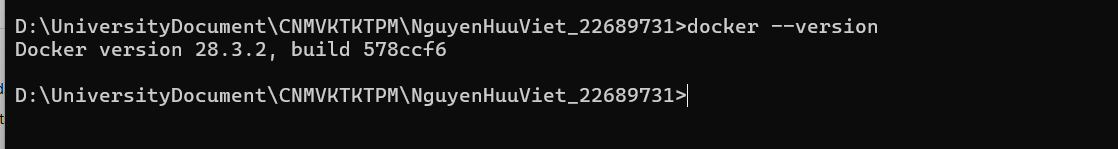 D:\UniversityDocument\CNMVKTKTPM\NguyenHuuViet_22689731>docker --version
Docker version 28.3.2, build 578ccf6
D:\UniversityDocument\CNMVKTKTPM\NguyenHuuViet_22689731>